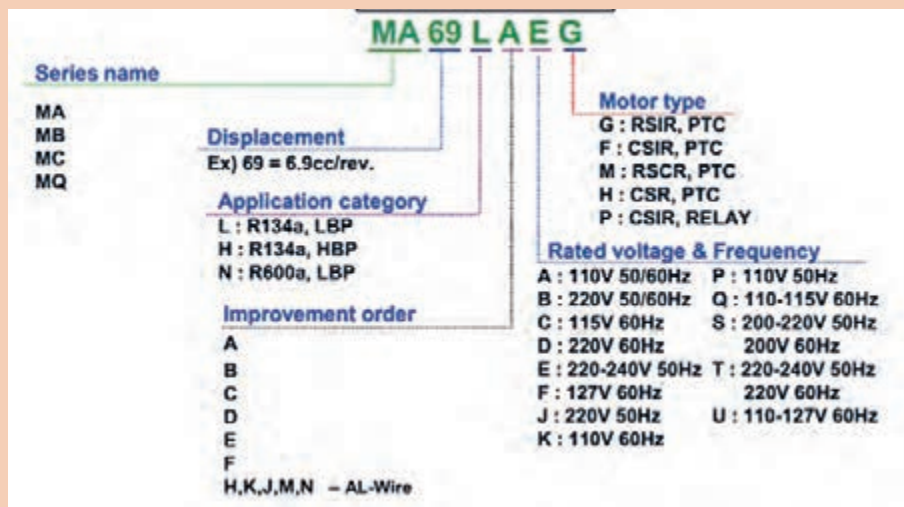 MA 69 L A E G
Series name
MA
MB
MC
MQ
Displacement
Ex) 69 = 6.9cc/rev.
Application category
L : R134a, LBP
H : R134a, HBP
N : R600a, LBP
Improvement order
A
B
C
D
E
F
H,K,J,M,N – AL-Wire
Motor type
G : RSIR, PTC
F : CSIR, PTC
M : RSCR, PTC
H : CSR, PTC
P : CSIR, RELAY
Rated voltage & Frequency
A : 110V 50/60Hz
B : 220V 50/60Hz
C : 115V 60Hz
D : 220V 60Hz
E : 220-240V 50Hz
F : 127V 60Hz
J : 220V 50Hz
K : 110V 60Hz
P : 110V 50Hz
Q : 110-115V 60Hz
S : 200-220V 50Hz
200V 60Hz
T : 220-240V 50Hz
220V 60Hz
U : 110-127V 60Hz